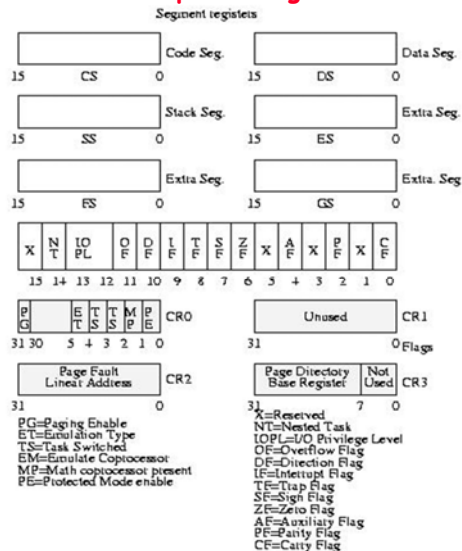 Segment registers
Code Seg. Data Seg.
15 CS 0 15 DS 0
Stack Seg. Extra Seg.
15 SS 0 15 ES 0
Extra Seg. Extra. Seg
15 FS 0 15 GS 0
X NT IOPL OF DF IF TF SF ZF X AF X PF X CF
15 14 13 12 11 10 9 8 7 6 5 4 3 2 1 0
PG ET TS TS MP PE CR0 Unused CR1
31 30 5 4 3 2 1 0 31 0 Flags
Page Fault Linear Address CR2 Page Directory Base Register Not Used CR3
31 0 31 7 0
PG=Paging Enable
ET=Emulation Type
TS=Task Switched
EM=Emulate Coptocessor
MP=Math coptocessor present
PE=Protected Mode enable
X=Reserved
NT=Nested Task
IOPL=I/O Privilege Level
OF=Overflow Flag
DF=Direction Flag
IF=Interrupt Flag
TF=Trap Flag
SF=Sign Flag
ZF=Zero Flag
AF=Auxiliary Flag
PF=Parity Flag
CF=Carry Flag